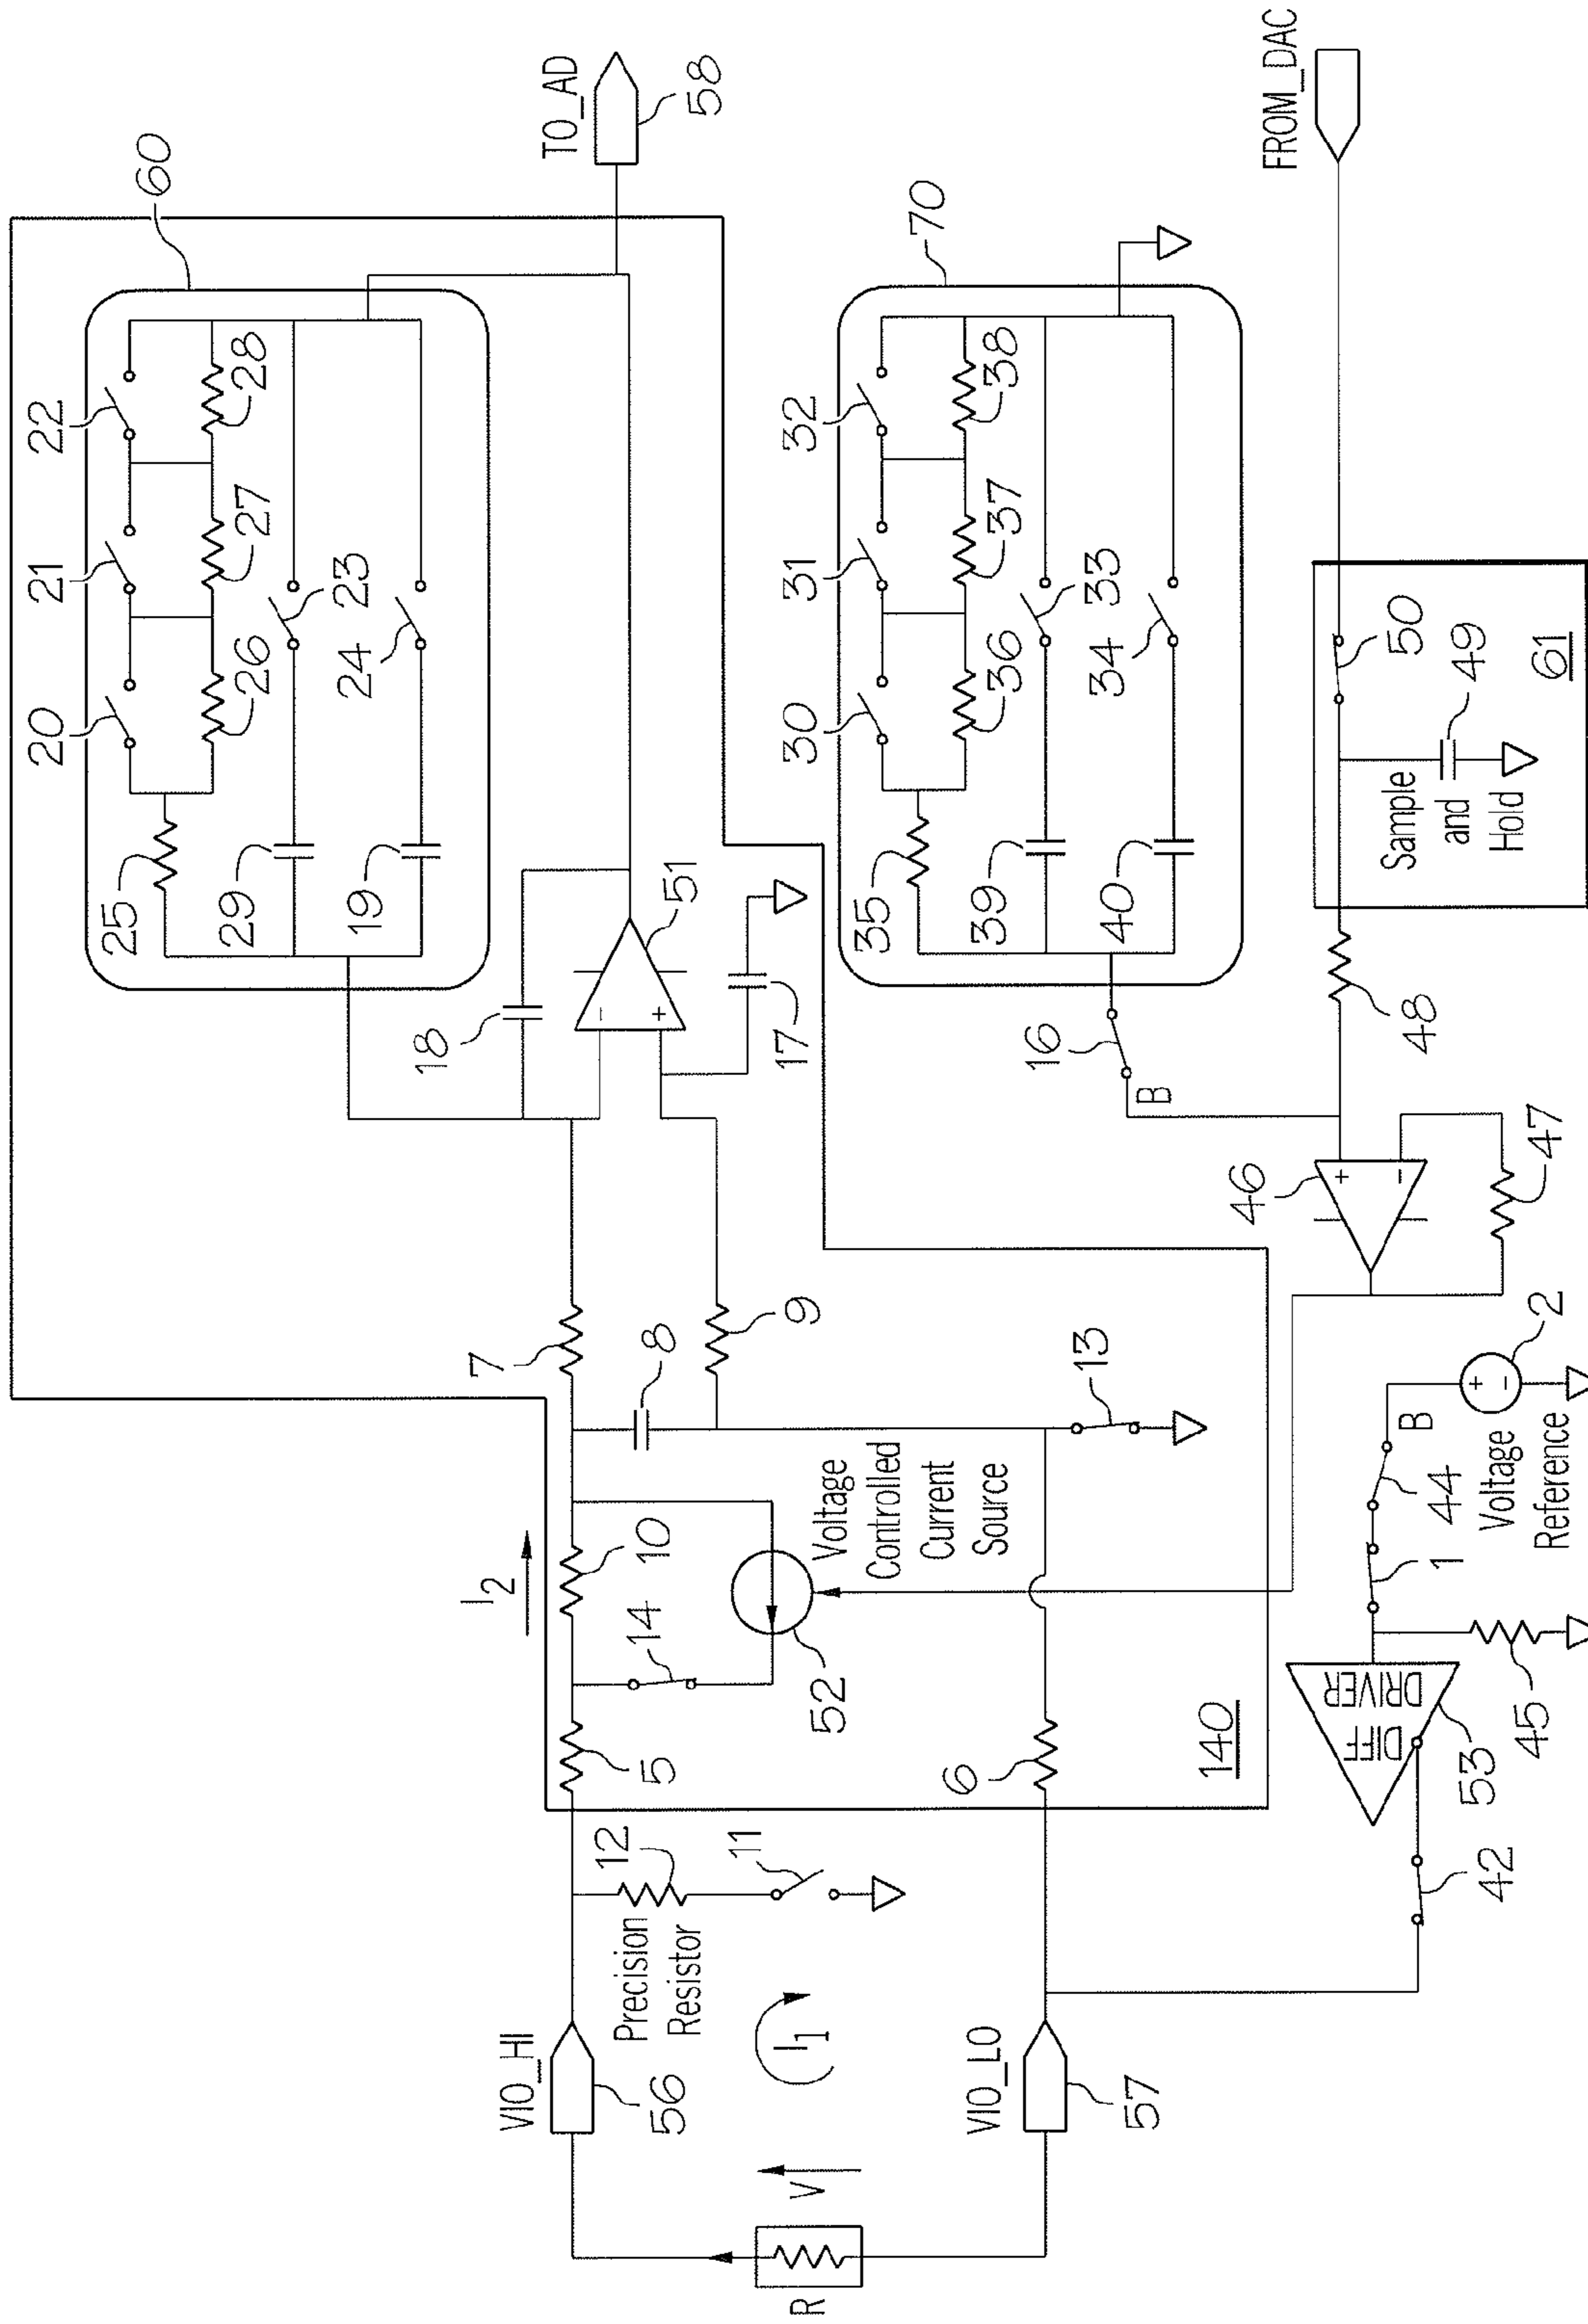 60
22
21
20
28
27
26
25
29
23
19
24
TO_AD
58
18
51
17
-
+
70
32
31
30
38
37
36
35
39
33
40
34
16
B
FROM_DAC
50
49
61
Sample
and
Hold
48
46
+
-
47
7
8
9
13
I2
10
14
52
Voltage
Controlled
Current
Source
5
6
140
2
+
-
B
44
Voltage
Reference
1
45
DIFF
DRIVER
53
42
12
11
Precision
Resistor
VIO_HI
56
I1
VIO_LO
57
V
R